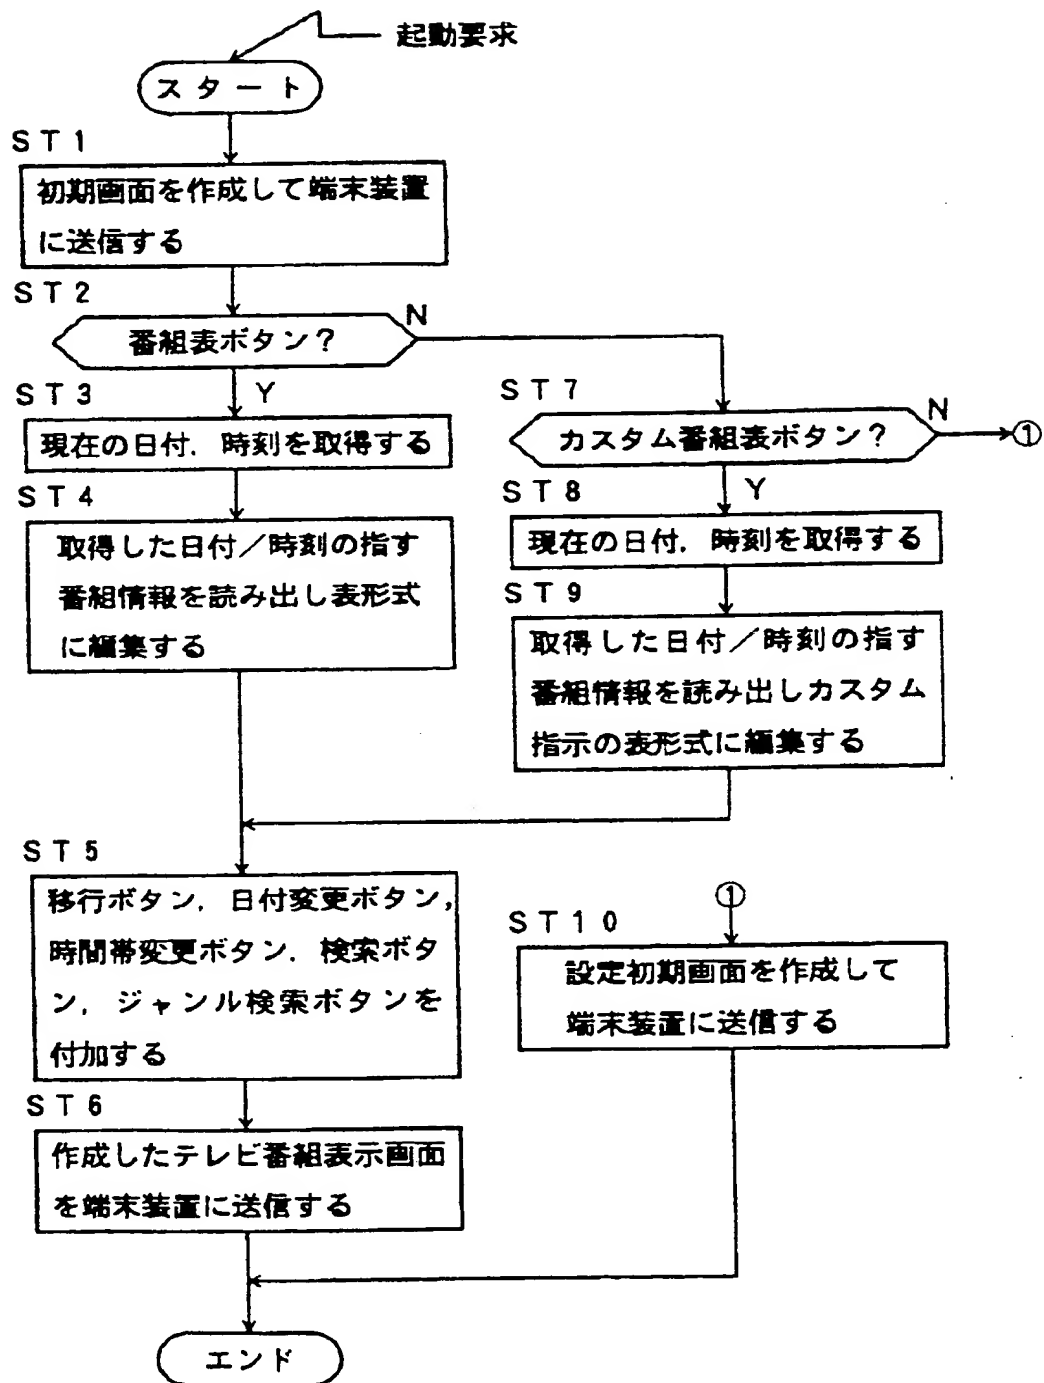 起動要求
スタート
ST1
初期画面を作成して端末装置
に送信する
ST2
番組表ボタン?
N
Y
ST3
現在の日付, 時刻を取得する
ST4
取得した日付/時刻の指す
番組情報を読み出し表形式
に編集する
ST7
カスタム番組表ボタン?
N
①
Y
ST8
現在の日付, 時刻を取得する
ST9
取得した日付/時刻の指す
番組情報を読み出しカスタム
指示の表形式に編集する
ST5
移行ボタン, 日付変更ボタン,
時間帯変更ボタン, 検索ボタ
ン, ジャンル検索ボタンを
付加する
ST6
作成したテレビ番組表示画面
を端末装置に送信する
①
ST10
設定初期画面を作成して
端末装置に送信する
エンド